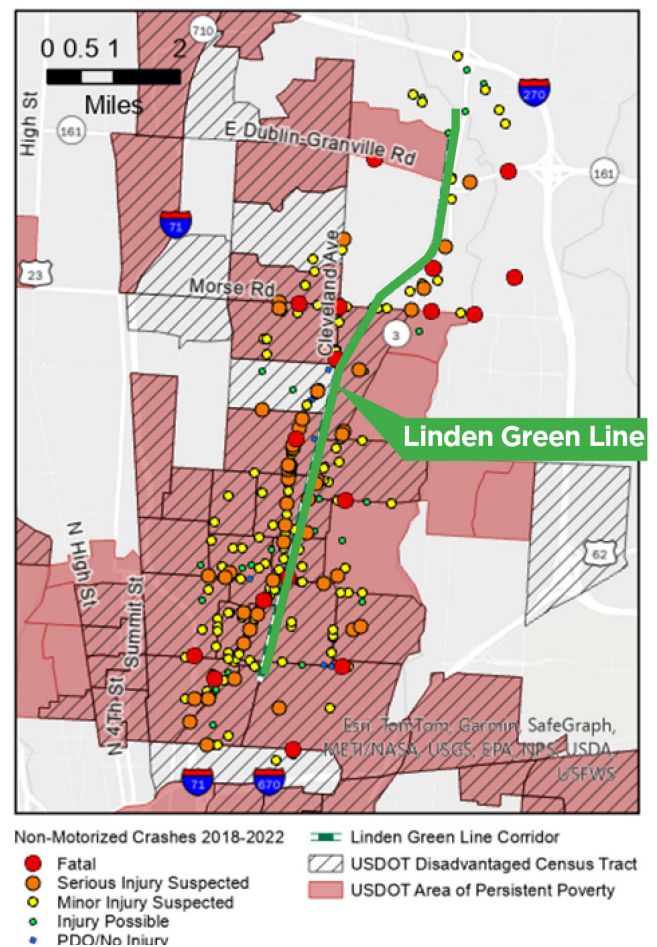 710
0 0.5 1 2
Miles
270
High St
161
E Dublin-Granville Rd
161
71
Cleveland Ave
23
Morse Rd
3
Linden Green Line
62
N High St
Summit St
N 4Th St
Esri, TomTom, Garmin, SafeGraph,
METI/NASA, USGS, EPA, NPS, USDA,
USFWS
71
670
Non-Motorized Crashes 2018-2022
Fatal
Serious Injury Suspected
Minor Injury Suspected
Injury Possible
PDO/No Injury
Linden Green Line Corridor
USDOT Disadvantaged Census Tract
USDOT Area of Persistent Poverty